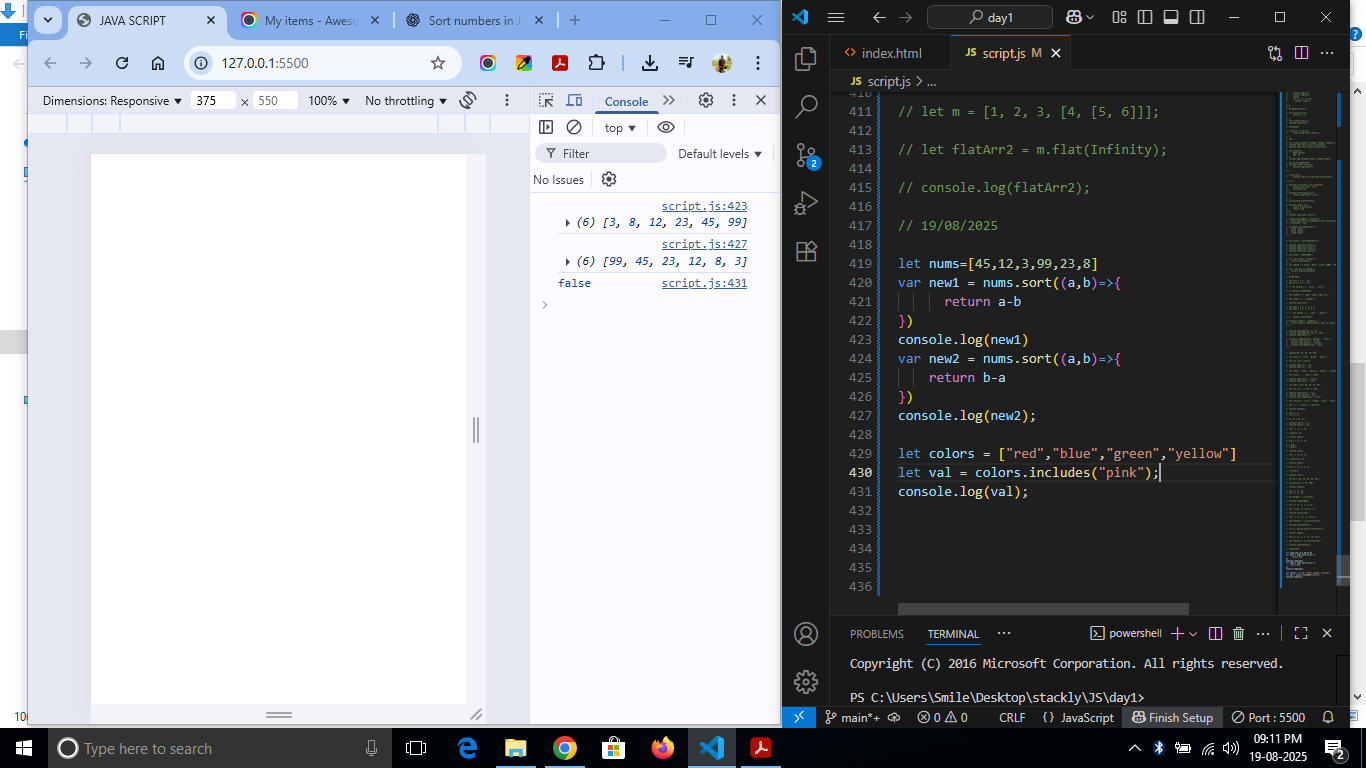 JAVA SCRIPT
My items - Awes
Sort numbers in J
127.0.0.1:5500
Dimensions: Responsive
375
×
550
100%
No throttling
Console
top
Filter
Default levels
No Issues
script.js:423
(6) [3, 8, 12, 23, 45, 99]
script.js:427
(6) [99, 45, 23, 12, 8, 3]
false
script.js:431
day1
index.html
JS script.js M
JS script.js > ...
410
411 // let m = [1, 2, 3, [4, [5, 6]]];
412
413 // let flatArr2 = m.flat(Infinity);
414
415 // console.log(flatArr2);
416
417 // 19/08/2025
418
419 let nums=[45,12,3,99,23,8]
420 var new1 = nums.sort((a,b)=>{
421 return a-b
422 })
423 console.log(new1)
424 var new2 = nums.sort((a,b)=>{
425 return b-a
426 })
427 console.log(new2);
428
429 let colors = ["red","blue","green","yellow"]
430 let val = colors.includes("pink");
431 console.log(val);
432
433
434
435
436
2
PROBLEMS
TERMINAL
powershell
Copyright (C) 2016 Microsoft Corporation. All rights reserved.
PS C:\Users\Smile\Desktop\stackly\JS\day1>
main*+
0
0
CRLF
{ } JavaScript
Finish Setup
Port : 5500
Type here to search
09:11 PM
19-08-2025
2